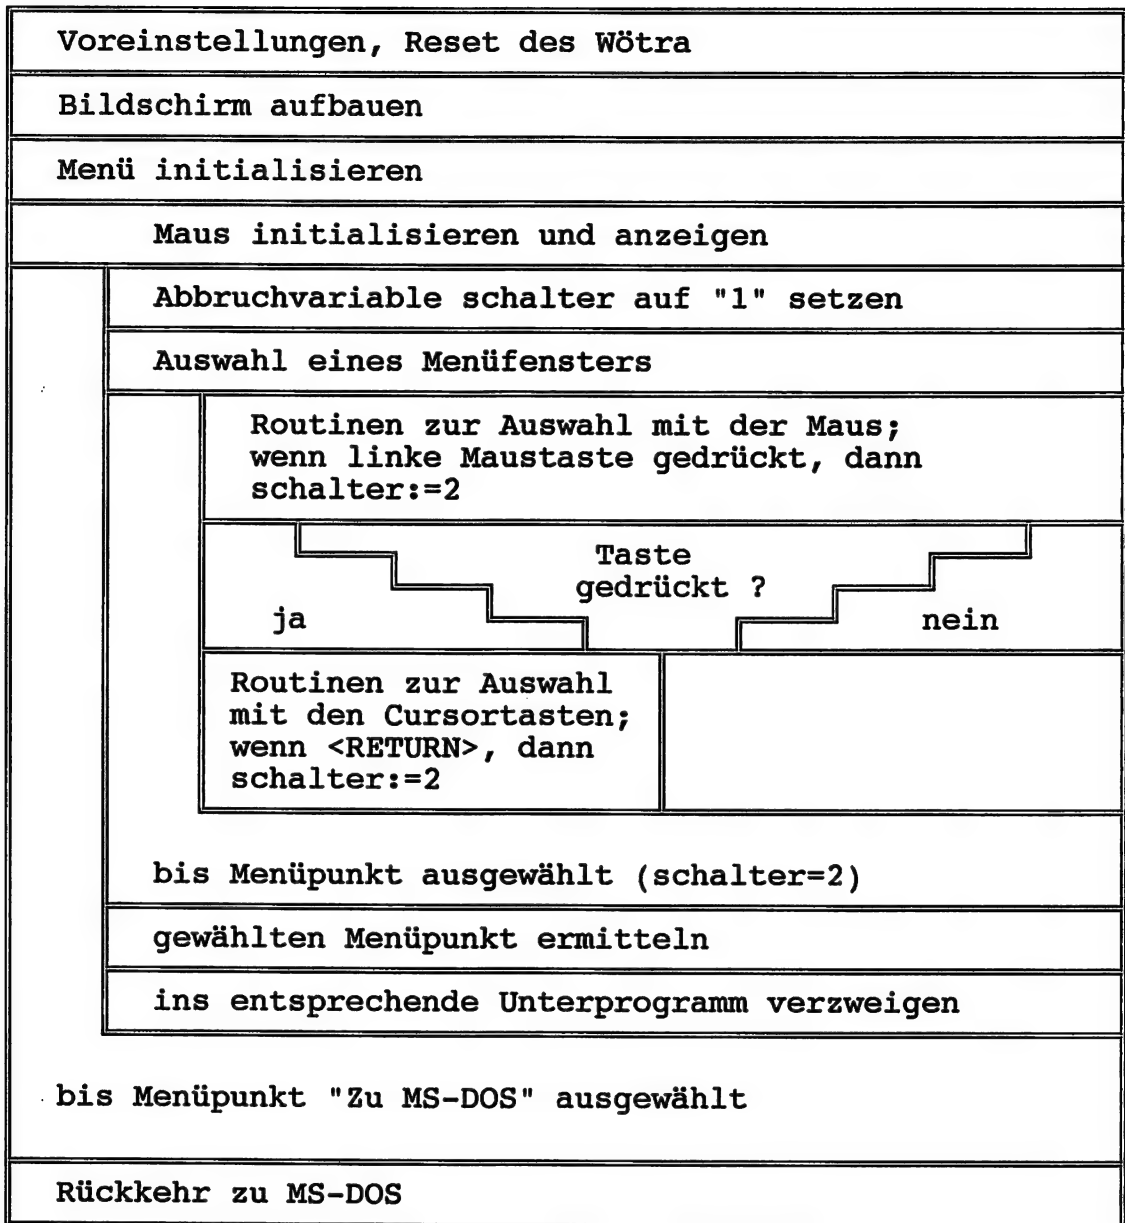 Voreinstellungen, Reset des Wötra
Bildschirm aufbauen
Menü initialisieren
Maus initialisieren und anzeigen
Abbruchvariable schalter auf "1" setzen
Auswahl eines Menüfensters
Routinen zur Auswahl mit der Maus;
wenn linke Maustaste gedrückt, dann
schalter:=2
Taste
gedrückt ?
ja
nein
Routinen zur Auswahl
mit den Cursortasten;
wenn <RETURN>, dann
schalter:=2
bis Menüpunkt ausgewählt (schalter=2)
gewählten Menüpunkt ermitteln
ins entsprechende Unterprogramm verzweigen
bis Menüpunkt "Zu MS-DOS" ausgewählt
Rückkehr zu MS-DOS